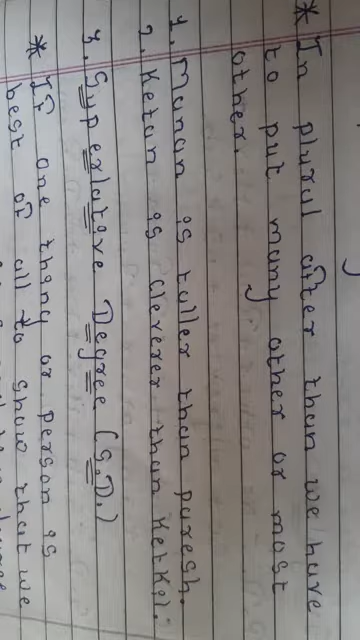 * In plural after than we have
to put many other or most
other.
1. Manan is taller than paresh.
2. Ketan is clerer than Ketkol.
3. Superlative Degree (S.D.)
* If one thing or person is
best of all to show that we